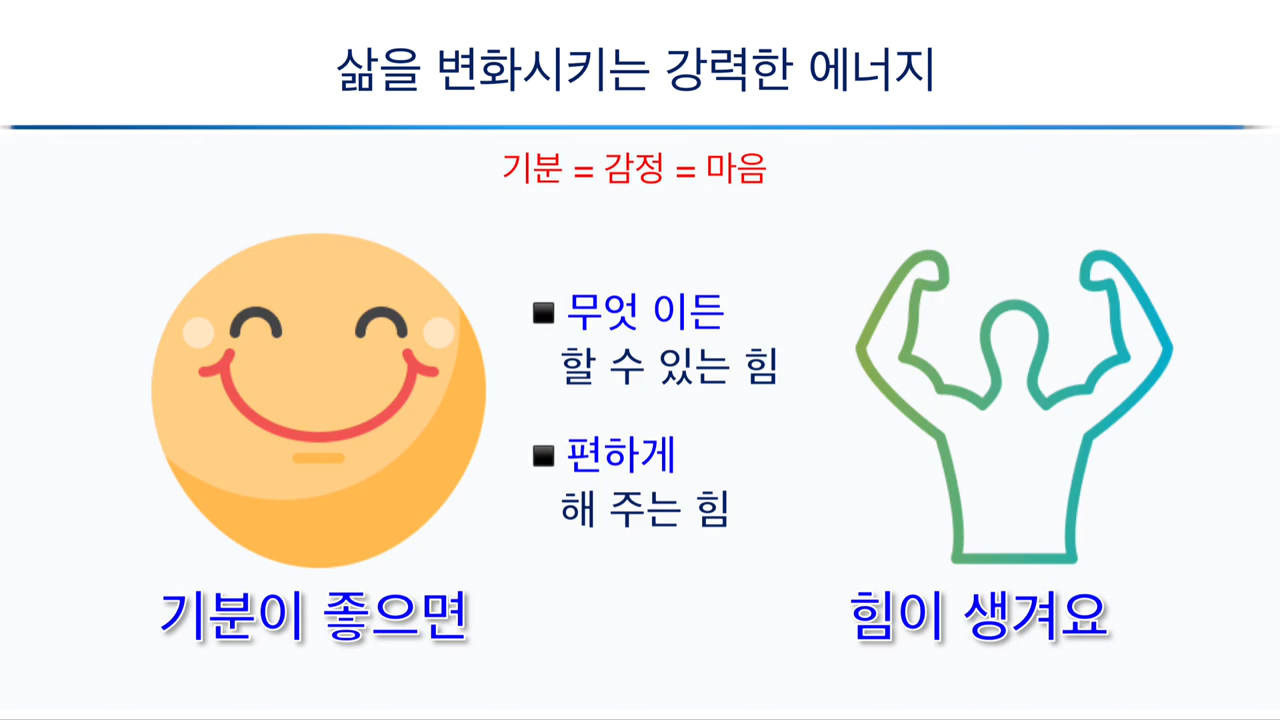 삶을 변화시키는 강력한 에너지
기분 = 감정 = 마음
무엇 이든
할 수 있는 힘
편하게
해 주는 힘
기분이 좋으면
힘이 생겨요